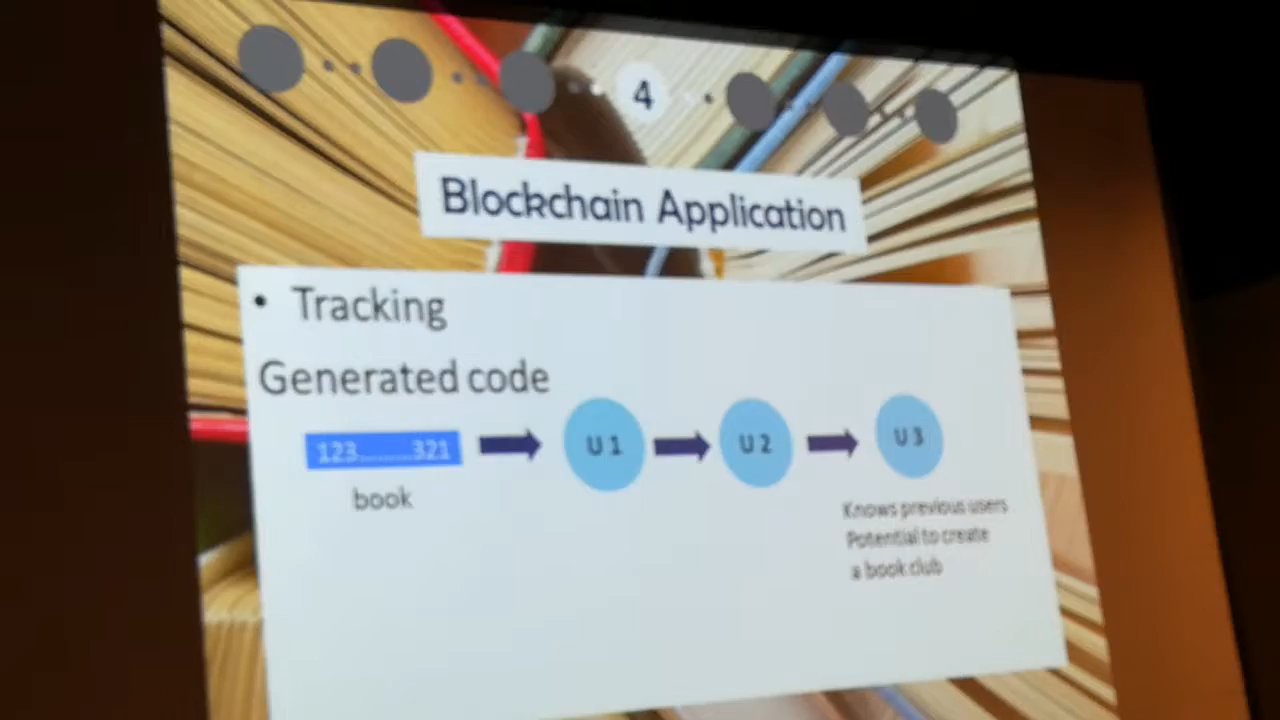 4
Blockchain Application
• Tracking
Generated code
123.........321
book
U 1
U 2
U 3
Knows previous users
Potential to create
a book club